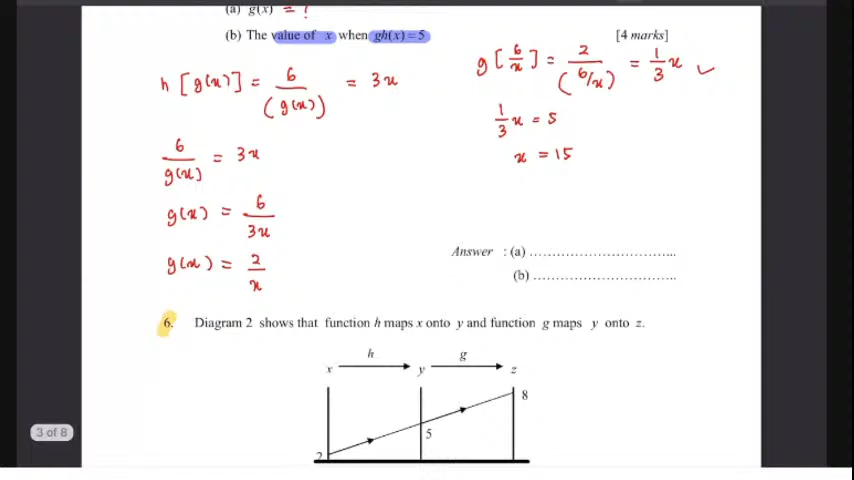 (a) g(x) = ?
(b) The value of x when gh(x) = 5
[4 marks]
h [g(x)] = 6/(g(x)) = 3x
6/g(x) = 3x
g(x) = 6/3x
g(x) = 2/x
g[6/x] = 2/(6/x) = 1/3 x ✓
1/3 x = 5
x = 15
Answer : (a) ……………………………...
(b) ……………………………..
6. Diagram 2 shows that function h maps x onto y and function g maps y onto z.
h g
x y z
8
5
2
3 of 8